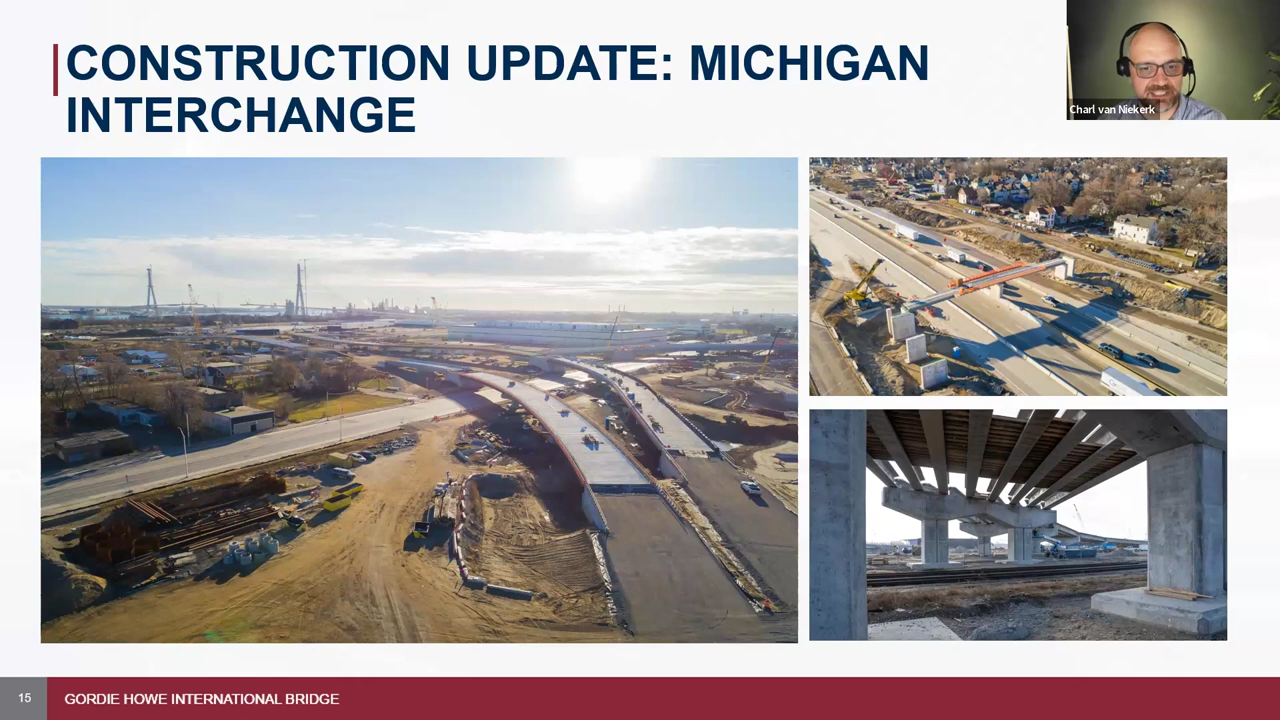 CONSTRUCTION UPDATE: MICHIGAN
INTERCHANGE
Charl van Niekerk
15
GORDIE HOWE INTERNATIONAL BRIDGE